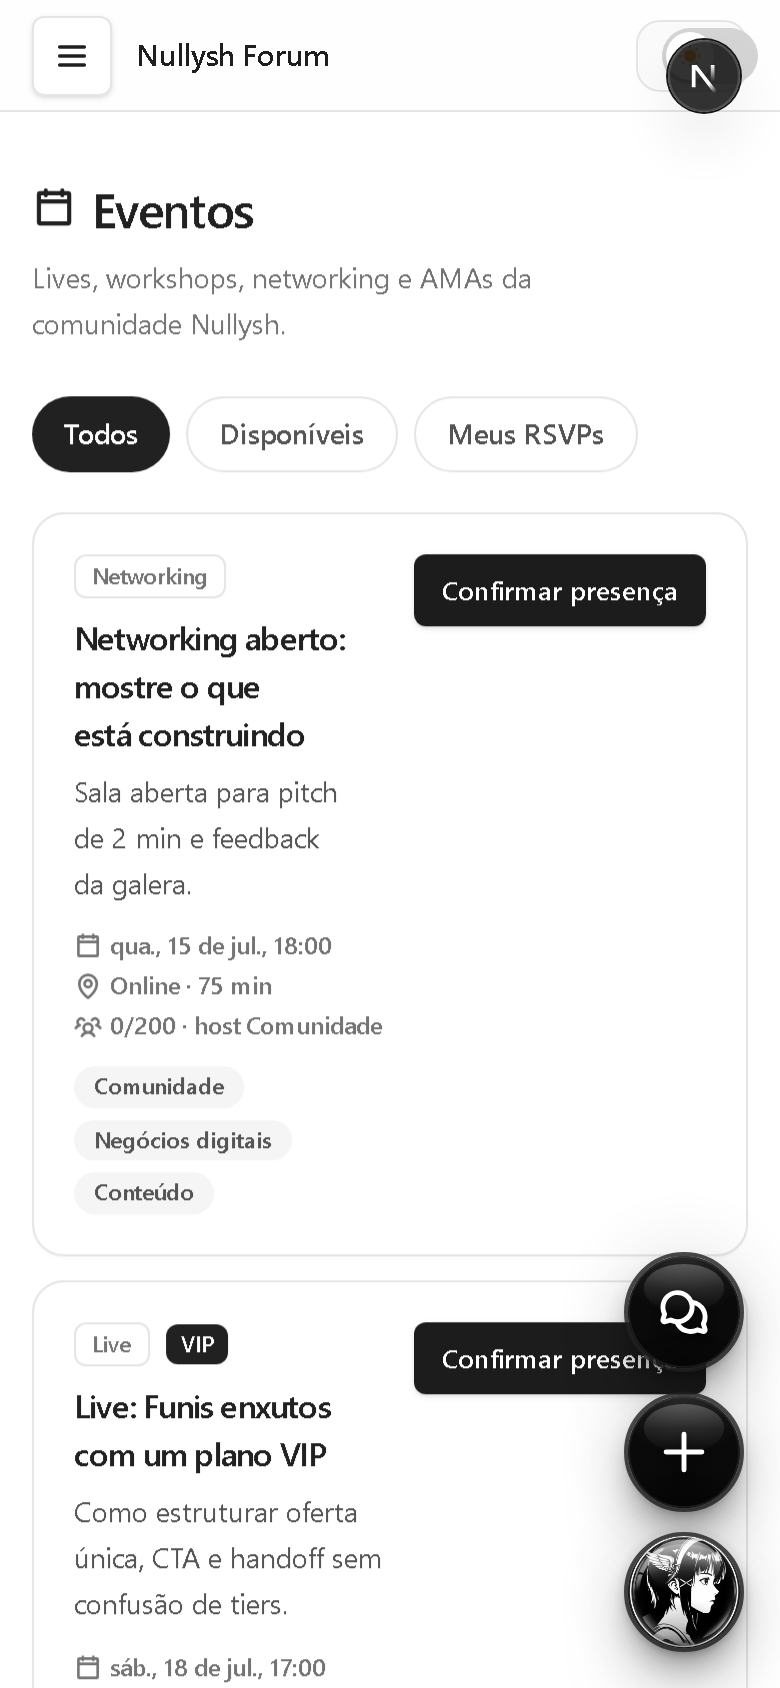 Nullysh Forum
N
Eventos
Lives, workshops, networking e AMAs da
comunidade Nullysh.
Todos
Disponíveis
Meus RSVPs
Networking
Confirmar presença
Networking aberto:
mostre o que
está construindo
Sala aberta para pitch
de 2 min e feedback
da galera.
qua., 15 de jul., 18:00
Online · 75 min
0/200 · host Comunidade
Comunidade
Negócios digitais
Conteúdo
Live
VIP
Confirmar presença
Live: Funis enxutos
com um plano VIP
Como estruturar oferta
única, CTA e handoff sem
confusão de tiers.
sáb., 18 de jul., 17:00